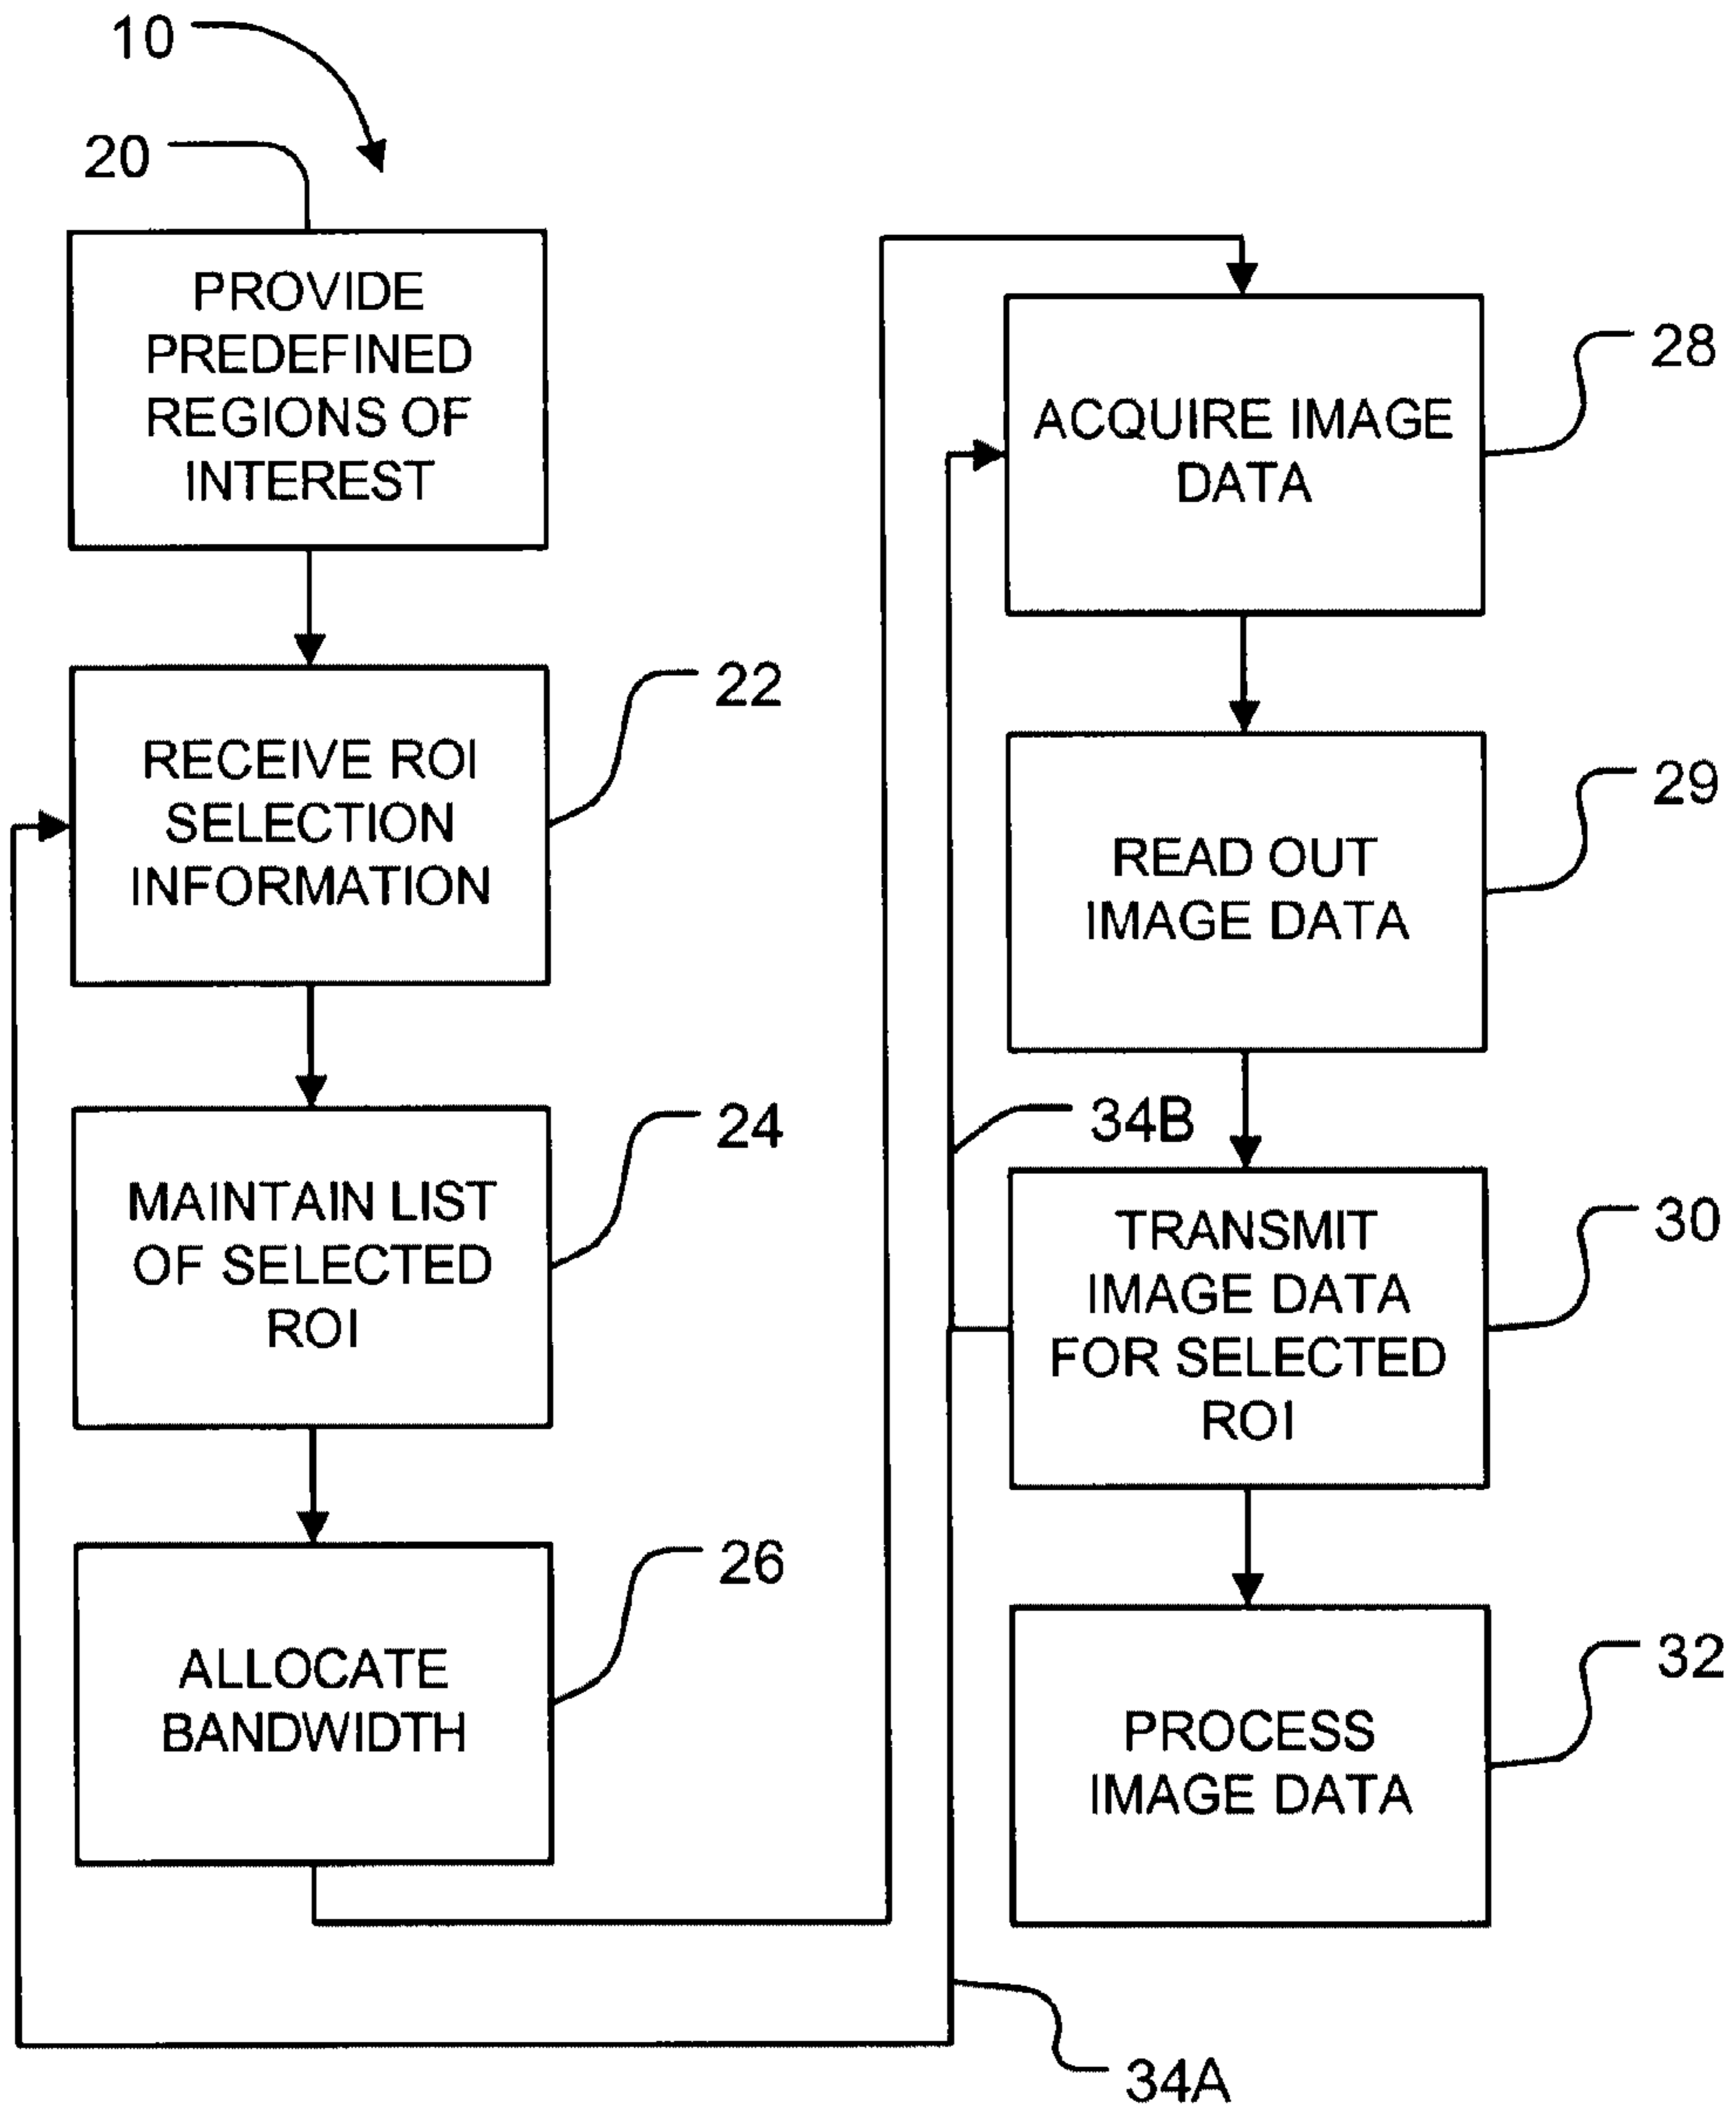 10
20
PROVIDE
PREDEFINED
REGIONS OF
INTEREST
22
RECEIVE ROI
SELECTION
INFORMATION
24
MAINTAIN LIST
OF SELECTED
ROI
26
ALLOCATE
BANDWIDTH
28
ACQUIRE IMAGE
DATA
29
READ OUT
IMAGE DATA
34B
30
TRANSMIT
IMAGE DATA
FOR SELECTED
ROI
32
PROCESS
IMAGE DATA
34A